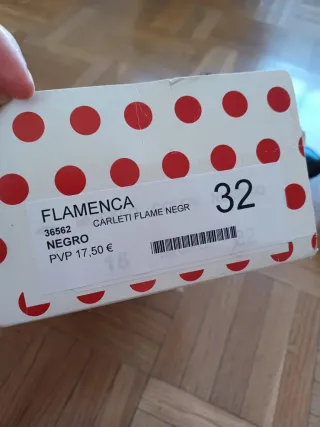 FLAMENCA
36562 CARLETI FLAME NEGR 32
NEGRO
PVP 17,50 €